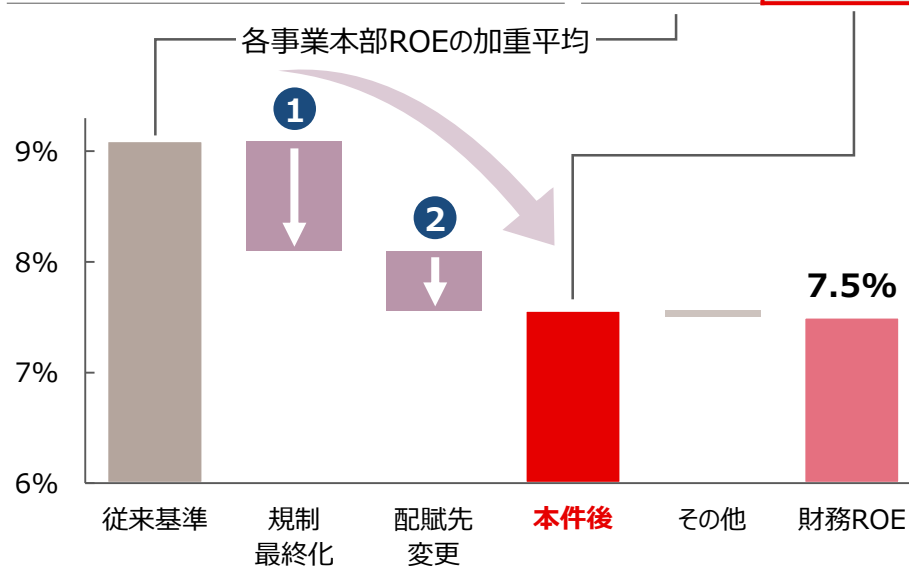 各事業本部ROEの加重平均
1
2
9%
8%
7%
6%
7.5%
従来基準
規制
最終化
配賦先
変更
本件後
その他
財務ROE